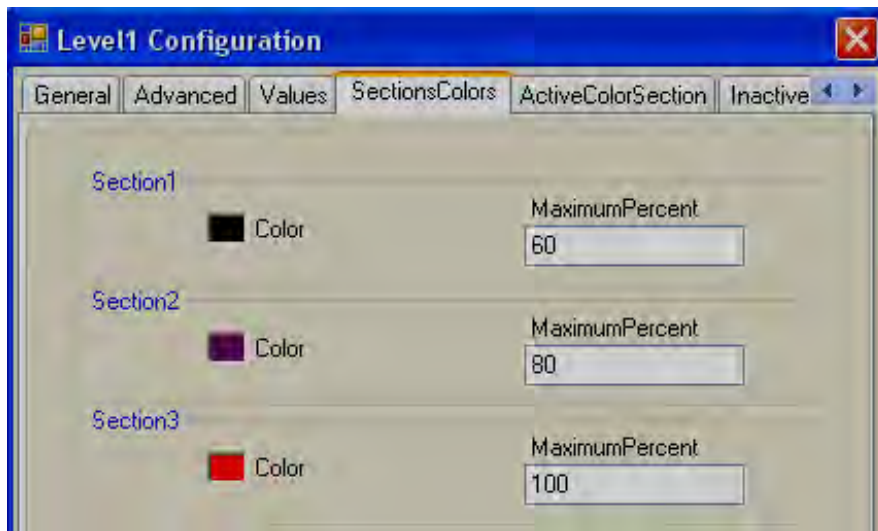 Level1 Configuration
General Advanced Values SectionsColors ActiveColorSection Inactive
Section1
Color
MaximumPercent
60
Section2
Color
MaximumPercent
80
Section3
Color
MaximumPercent
100